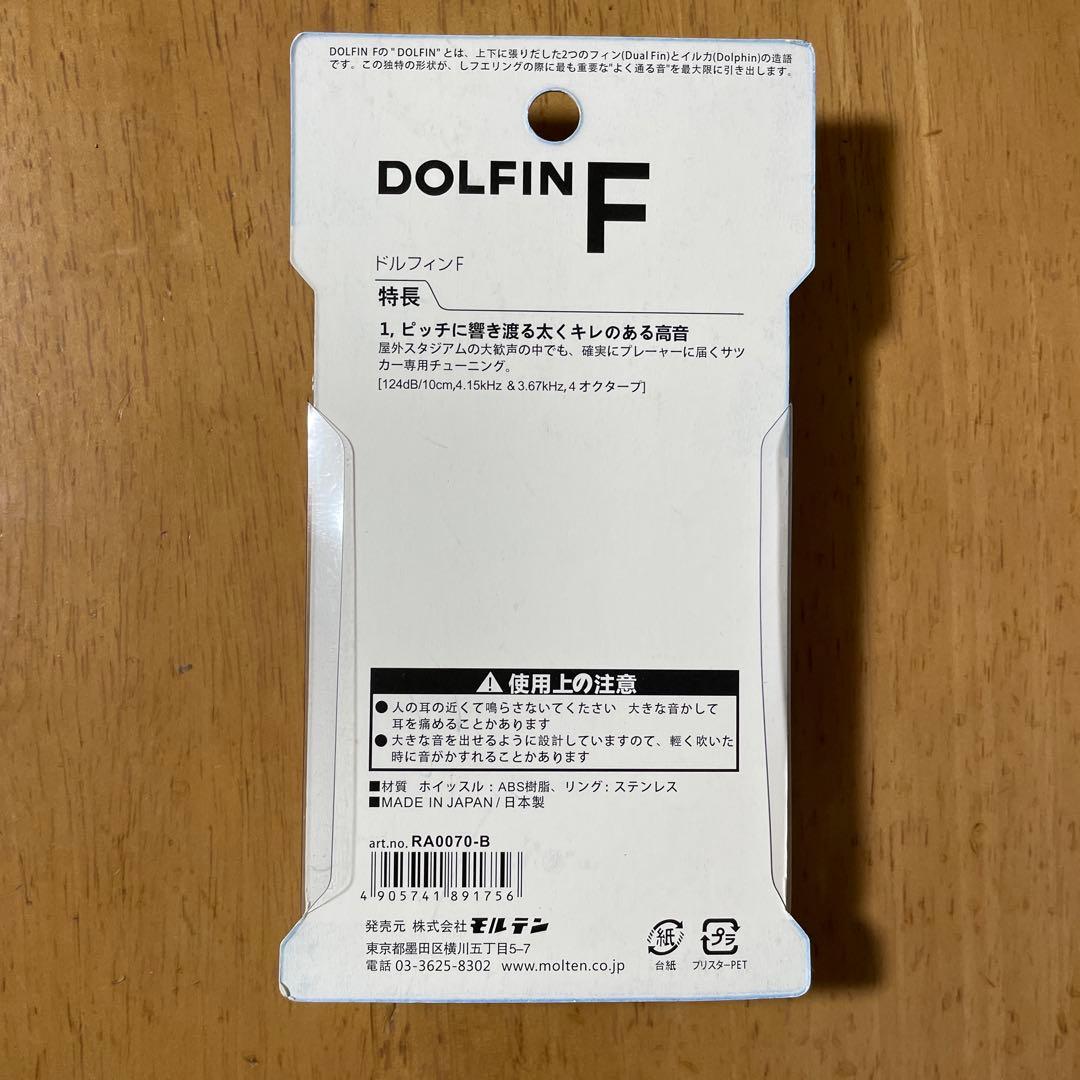 DOLFIN Fの"DOLFIN"とは、上下に張りだした2つのフィン(Dual Fin)とイルカ(Dolphin)の造語
です。この独特の形状が、しフエリングの際に最も重要な"よく通る音"を最大限に引き出します。
DOLFIN F
ドルフィンF
特長
1, ピッチに響き渡る太くキレのある高音
屋外スタジアムの大歓声の中でも、確実にプレーャーに届くサツ
カー専用チューニング。
[124dB/10cm,4.15kHz &3.67kHz,4オクターブ]
⚠使用上の注意
●人の耳の近くて鳴らさないてくたさい 大きな音かして
耳を痛めることかあります
●大きな音を出せるように設計していますので、軽く吹いた
時に音がかすれることかあります
■材質 ホイッスル:ABS樹脂、リング:ステンレス
■MADE IN JAPAN/日本製
art.no. RA0070-B
4 905741 891756
発売元 株式会社モルテン
東京都墨田区横川五丁目5–7
電話 03-3625-8302 www.molten.co.jp
紙
台紙
プラ
ブリスターPET